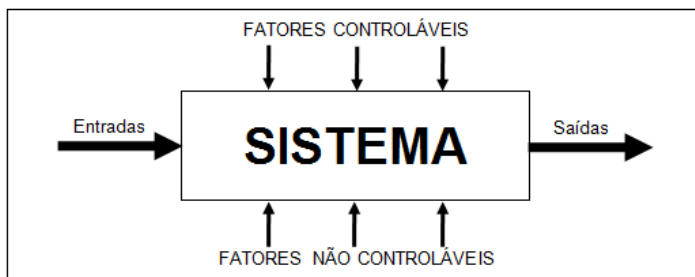 FATORES CONTROLÁVEIS
Entradas
SISTEMA
Saídas
FATORES NÃO CONTROLÁVEIS